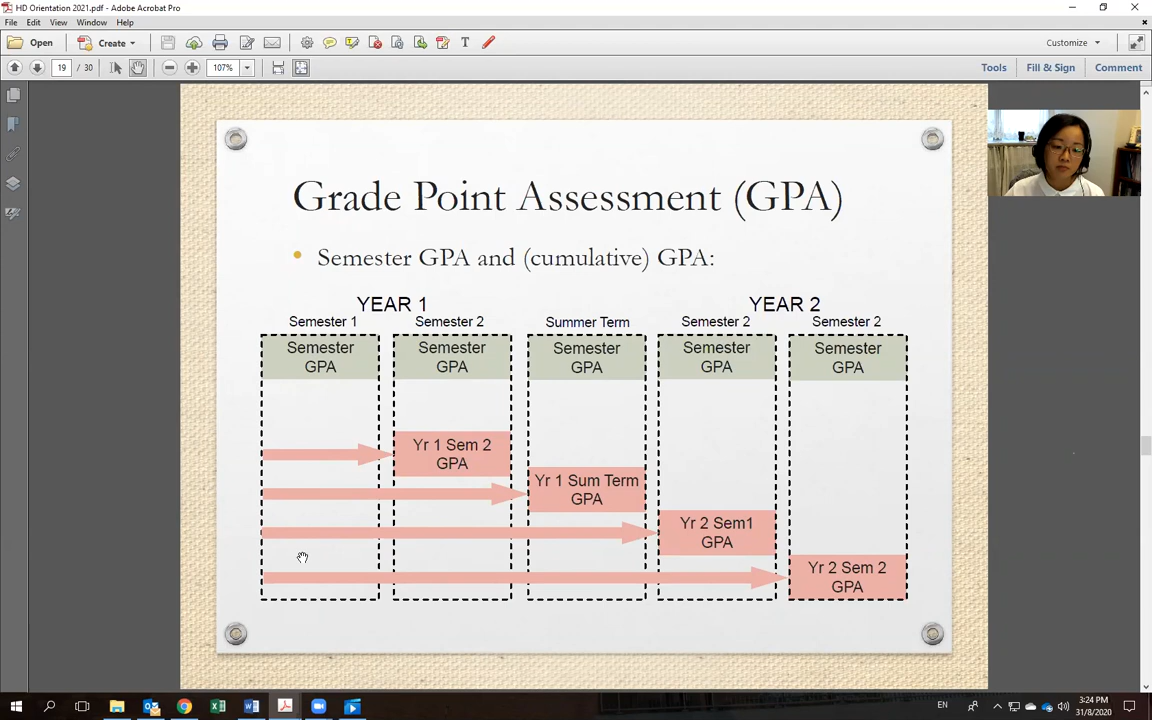 HD Orientation 2021.pdf - Adobe Acrobat Pro
File Edit View Window Help
Open Create Customize
19 / 30 107% Tools Fill & Sign Comment
Grade Point Assessment (GPA)
• Semester GPA and (cumulative) GPA:
YEAR 1 YEAR 2
Semester 1 Semester 2 Summer Term Semester 2 Semester 2
Semester Semester Semester Semester Semester
GPA GPA GPA GPA GPA
Yr 1 Sem 2
GPA
Yr 1 Sum Term
GPA
Yr 2 Sem1
GPA
Yr 2 Sem 2
GPA
EN
3:24 PM
31/8/2020